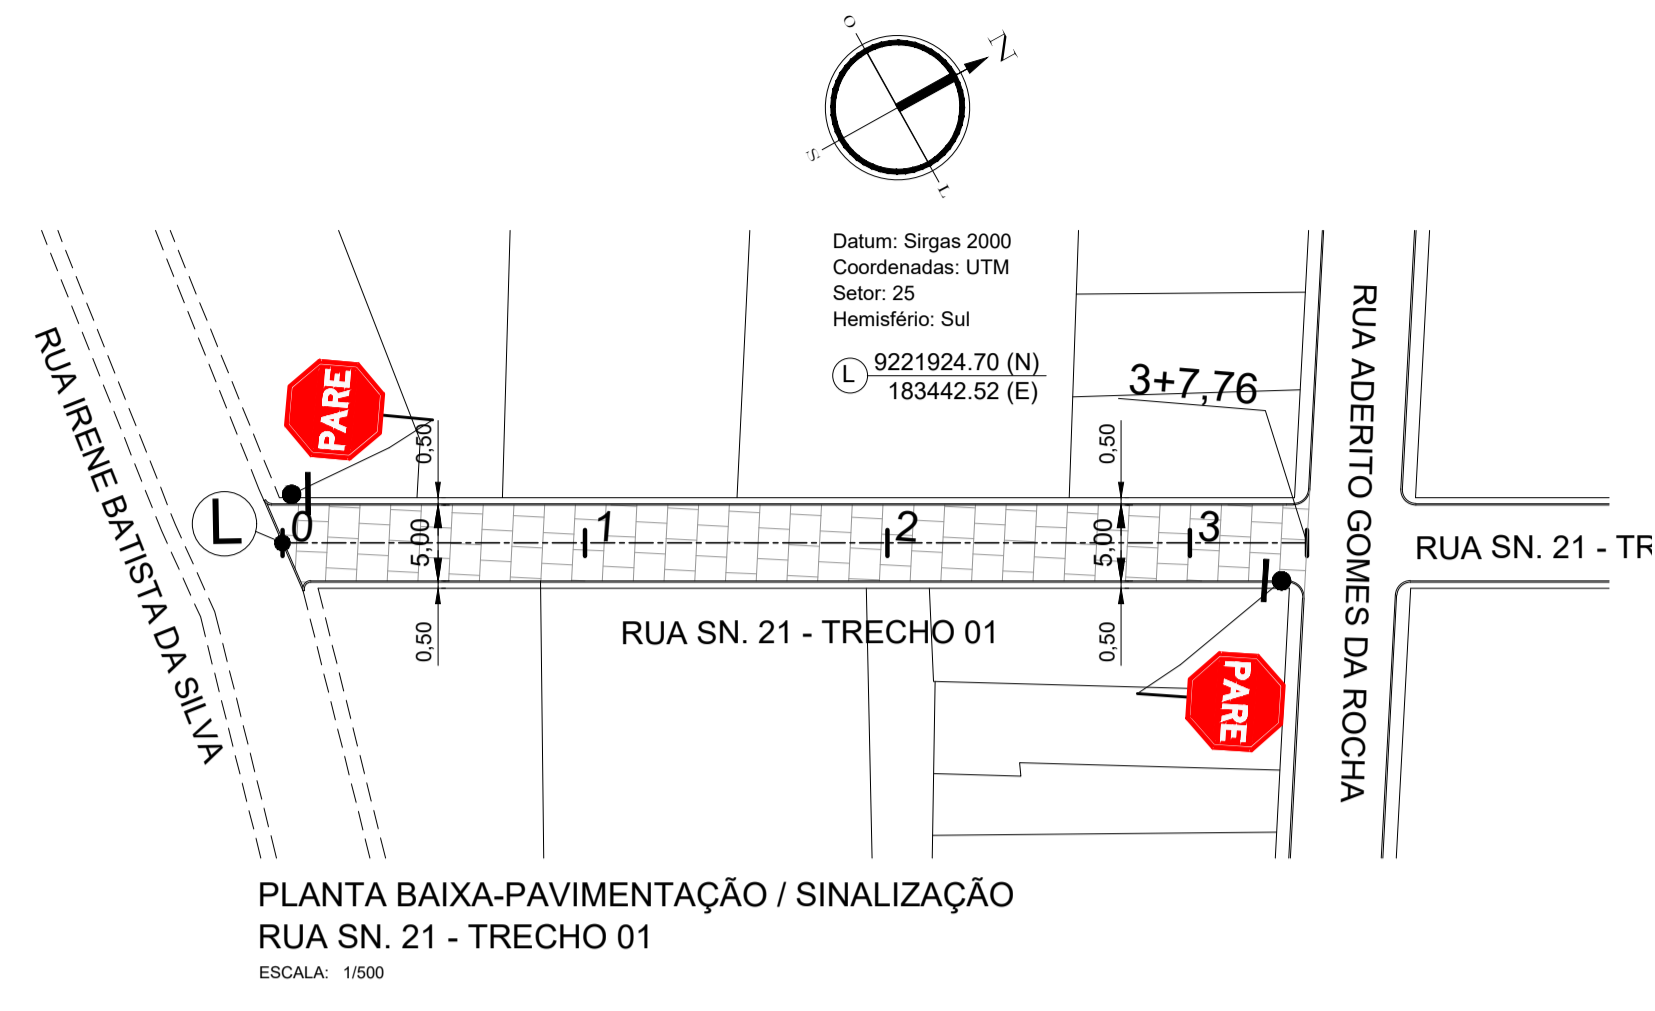 O
N
S
L
Datum: Sirgas 2000
Coordenadas: UTM
Setor: 25
Hemisfério: Sul
L
9221924.70 (N)
183442.52 (E)
3+7,76
RUA IRENE BATISTA DA SILVA
PARE
0,50
0,50
RUA ADERITO GOMES DA ROCHA
L
0
1
2
3
5,00
5,00
RUA SN. 21 - TR
0,50
RUA SN. 21 - TRECHO 01
0,50
PARE
PLANTA BAIXA-PAVIMENTAÇÃO / SINALIZAÇÃO
RUA SN. 21 - TRECHO 01
ESCALA: 1/500